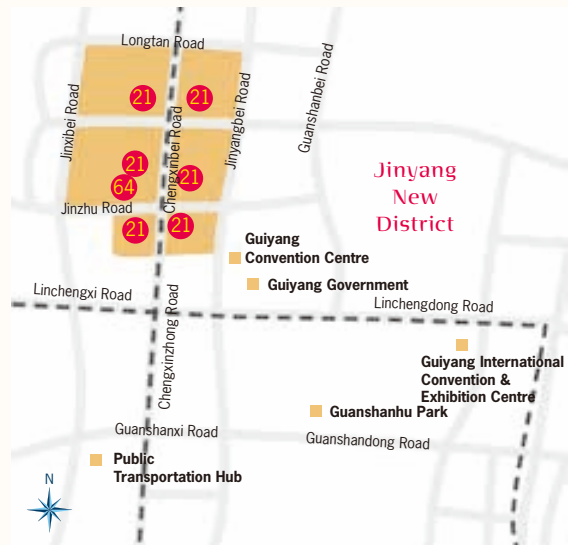 Longtan Road
Jinxibei Road
21
21
Chengxinbei Road
Jinyangbei Road
Guanshanbei Road
21
64
21
Jinyang
New
District
Jinzhu Road
21
21
Guiyang
Convention Centre
Guiyang Government
Linchengxi Road
Linchengdong Road
Chengxinzhong Road
Guiyang International
Convention &
Exhibition Centre
Guanshanhu Park
Guanshanxi Road
Guanshandong Road
Public
Transportation Hub
N